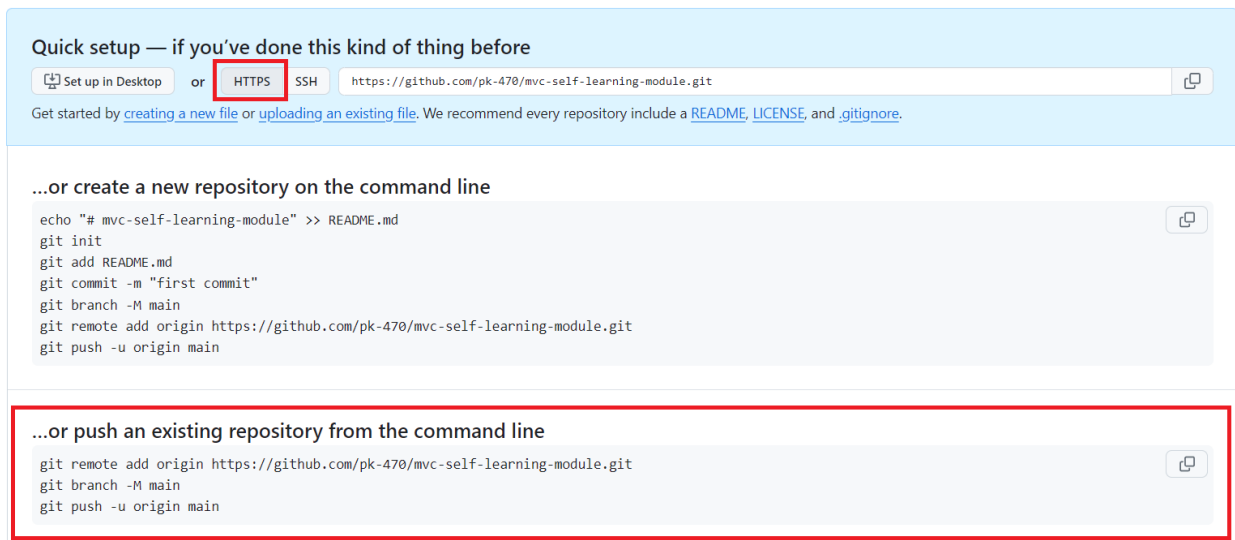 Quick setup — if you've done this kind of thing before
Set up in Desktop or HTTPS SSH https://github.com/pk-470/mvc-self-learning-module.git
Get started by creating a new file or uploading an existing file. We recommend every repository include a README, LICENSE, and .gitignore.
...or create a new repository on the command line
echo "# mvc-self-learning-module" >> README.md
git init
git add README.md
git commit -m "first commit"
git branch -M main
git remote add origin https://github.com/pk-470/mvc-self-learning-module.git
git push -u origin main
...or push an existing repository from the command line
git remote add origin https://github.com/pk-470/mvc-self-learning-module.git
git branch -M main
git push -u origin main